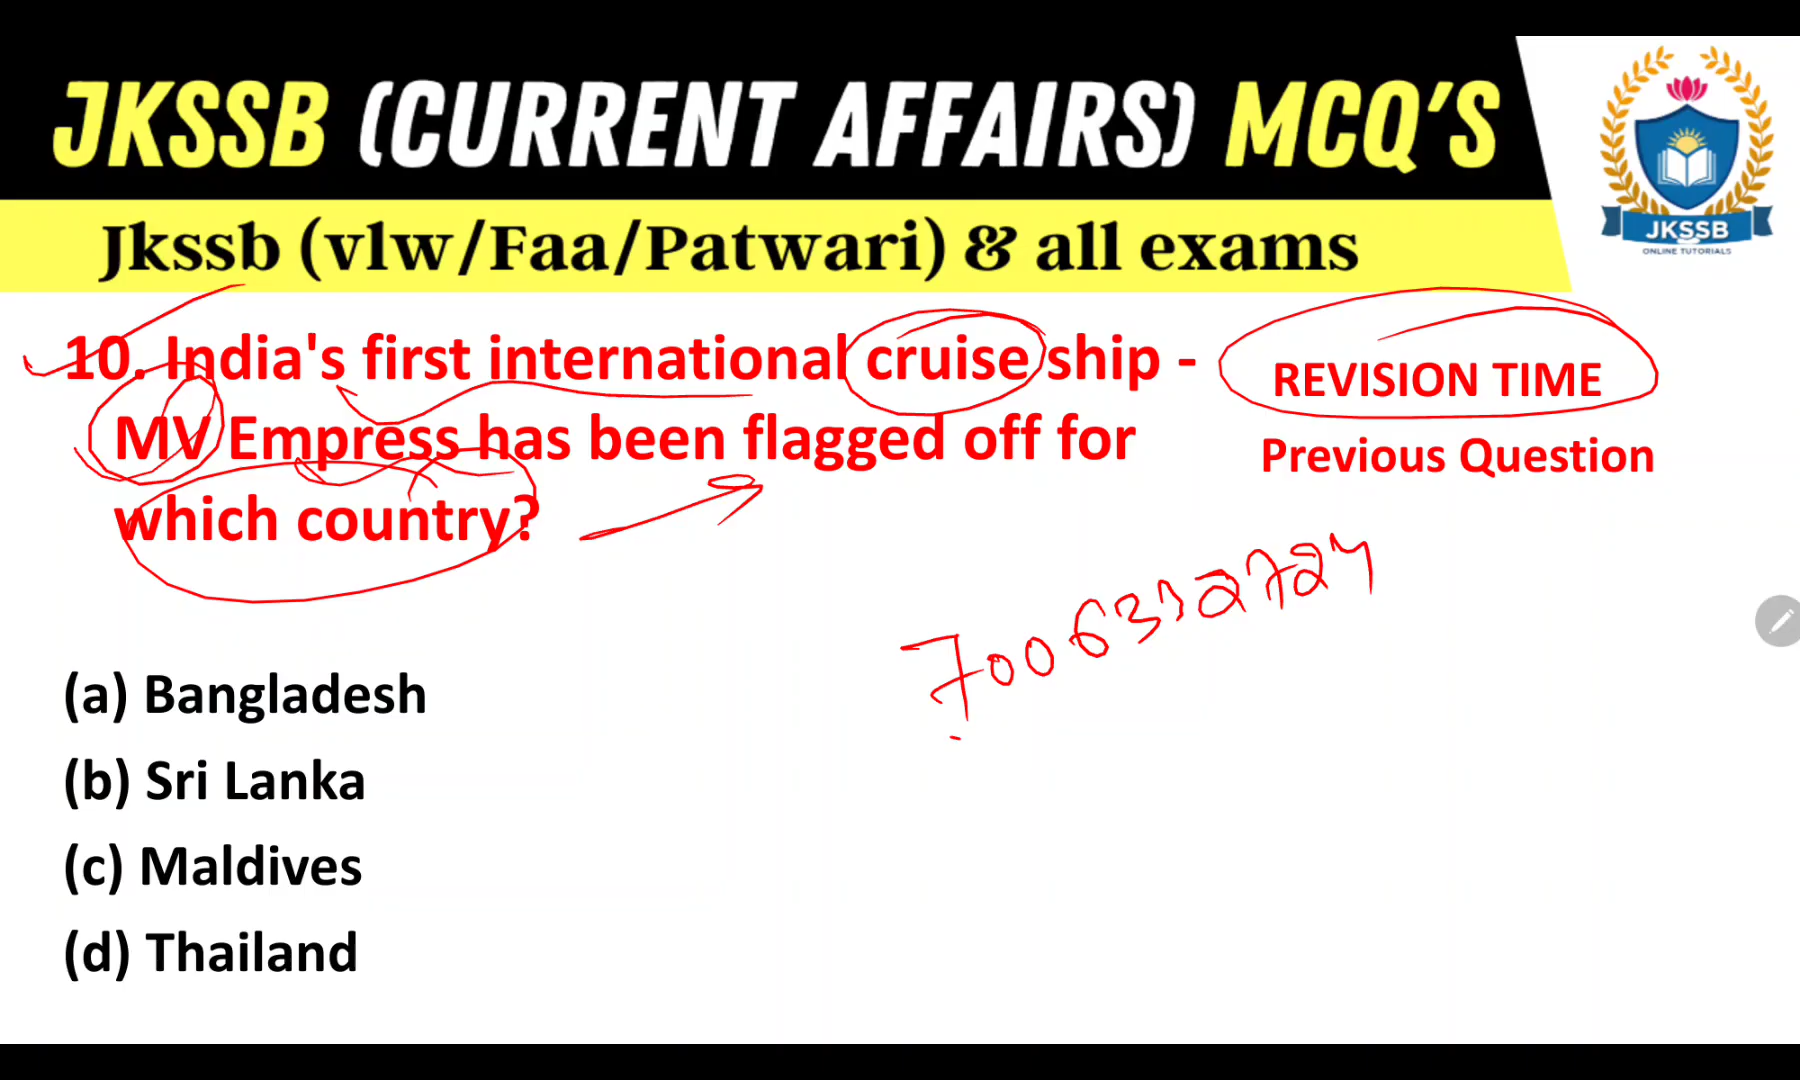 JKSSB (CURRENT AFFAIRS) MCQ'S
JKSSB
ONLINE TUTORIALS
Jkssb (vlw/Faa/Patwari) & all exams
10. India's first international cruise ship -
MV Empress has been flagged off for
which country?
REVISION TIME
Previous Question
(a) Bangladesh
(b) Sri Lanka
(c) Maldives
(d) Thailand